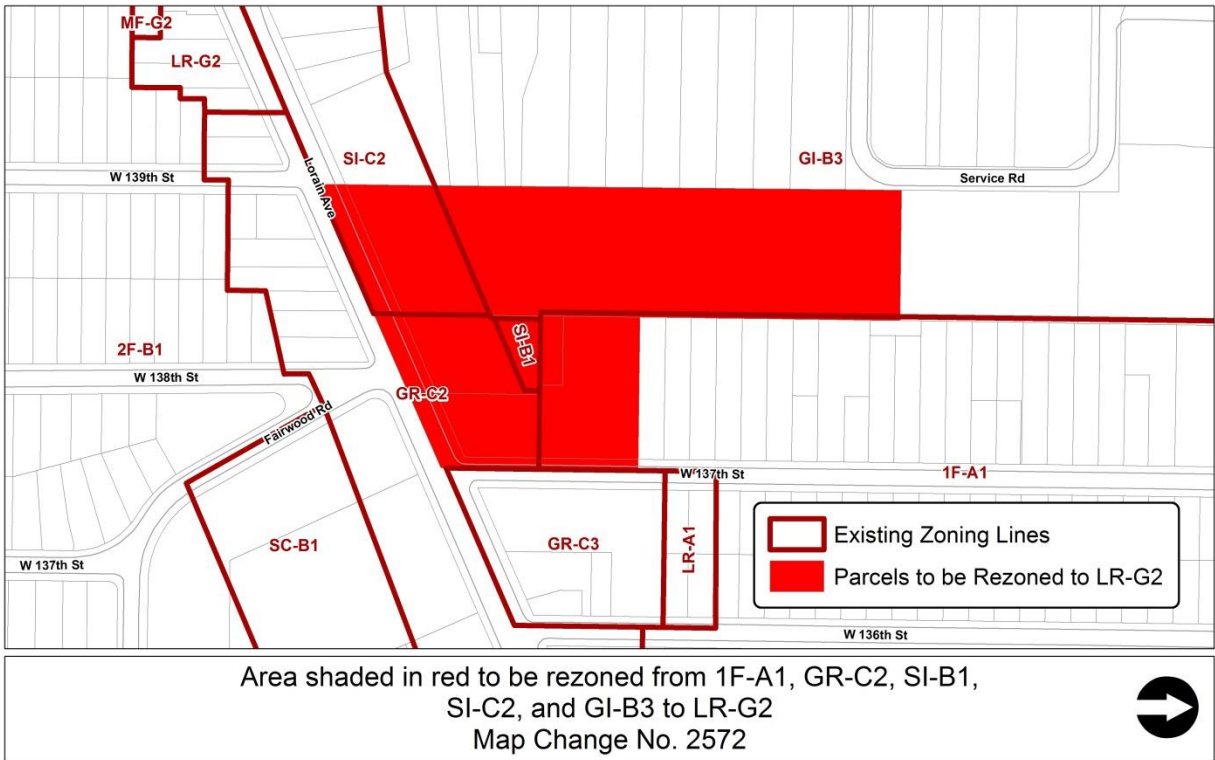 MF-G2
LR-G2
SI-C2
GI-B3
Lorain Ave
W 139th St
Service Rd
SI-B1
2F-B1
W 138th St
GR-C2
Fairwood Rd
W 137th St
1F-A1
SC-B1
GR-C3
LR-A1
W 137th St
W 136th St
Existing Zoning Lines
Parcels to be Rezoned to LR-G2
Area shaded in red to be rezoned from 1F-A1, GR-C2, SI-B1,
SI-C2, and GI-B3 to LR-G2
Map Change No. 2572